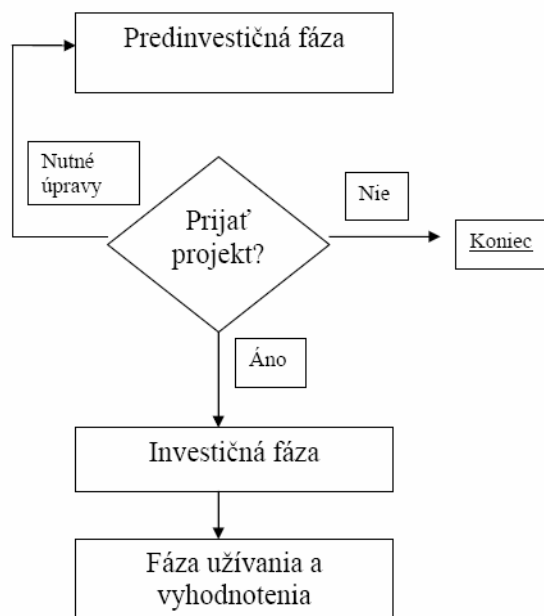 Predinvestičná fáza
Nutné
úpravy
Nie
Prijať
projekt?
Koniec
Áno
Investičná fáza
Fáza užívania a
vyhodnotenia